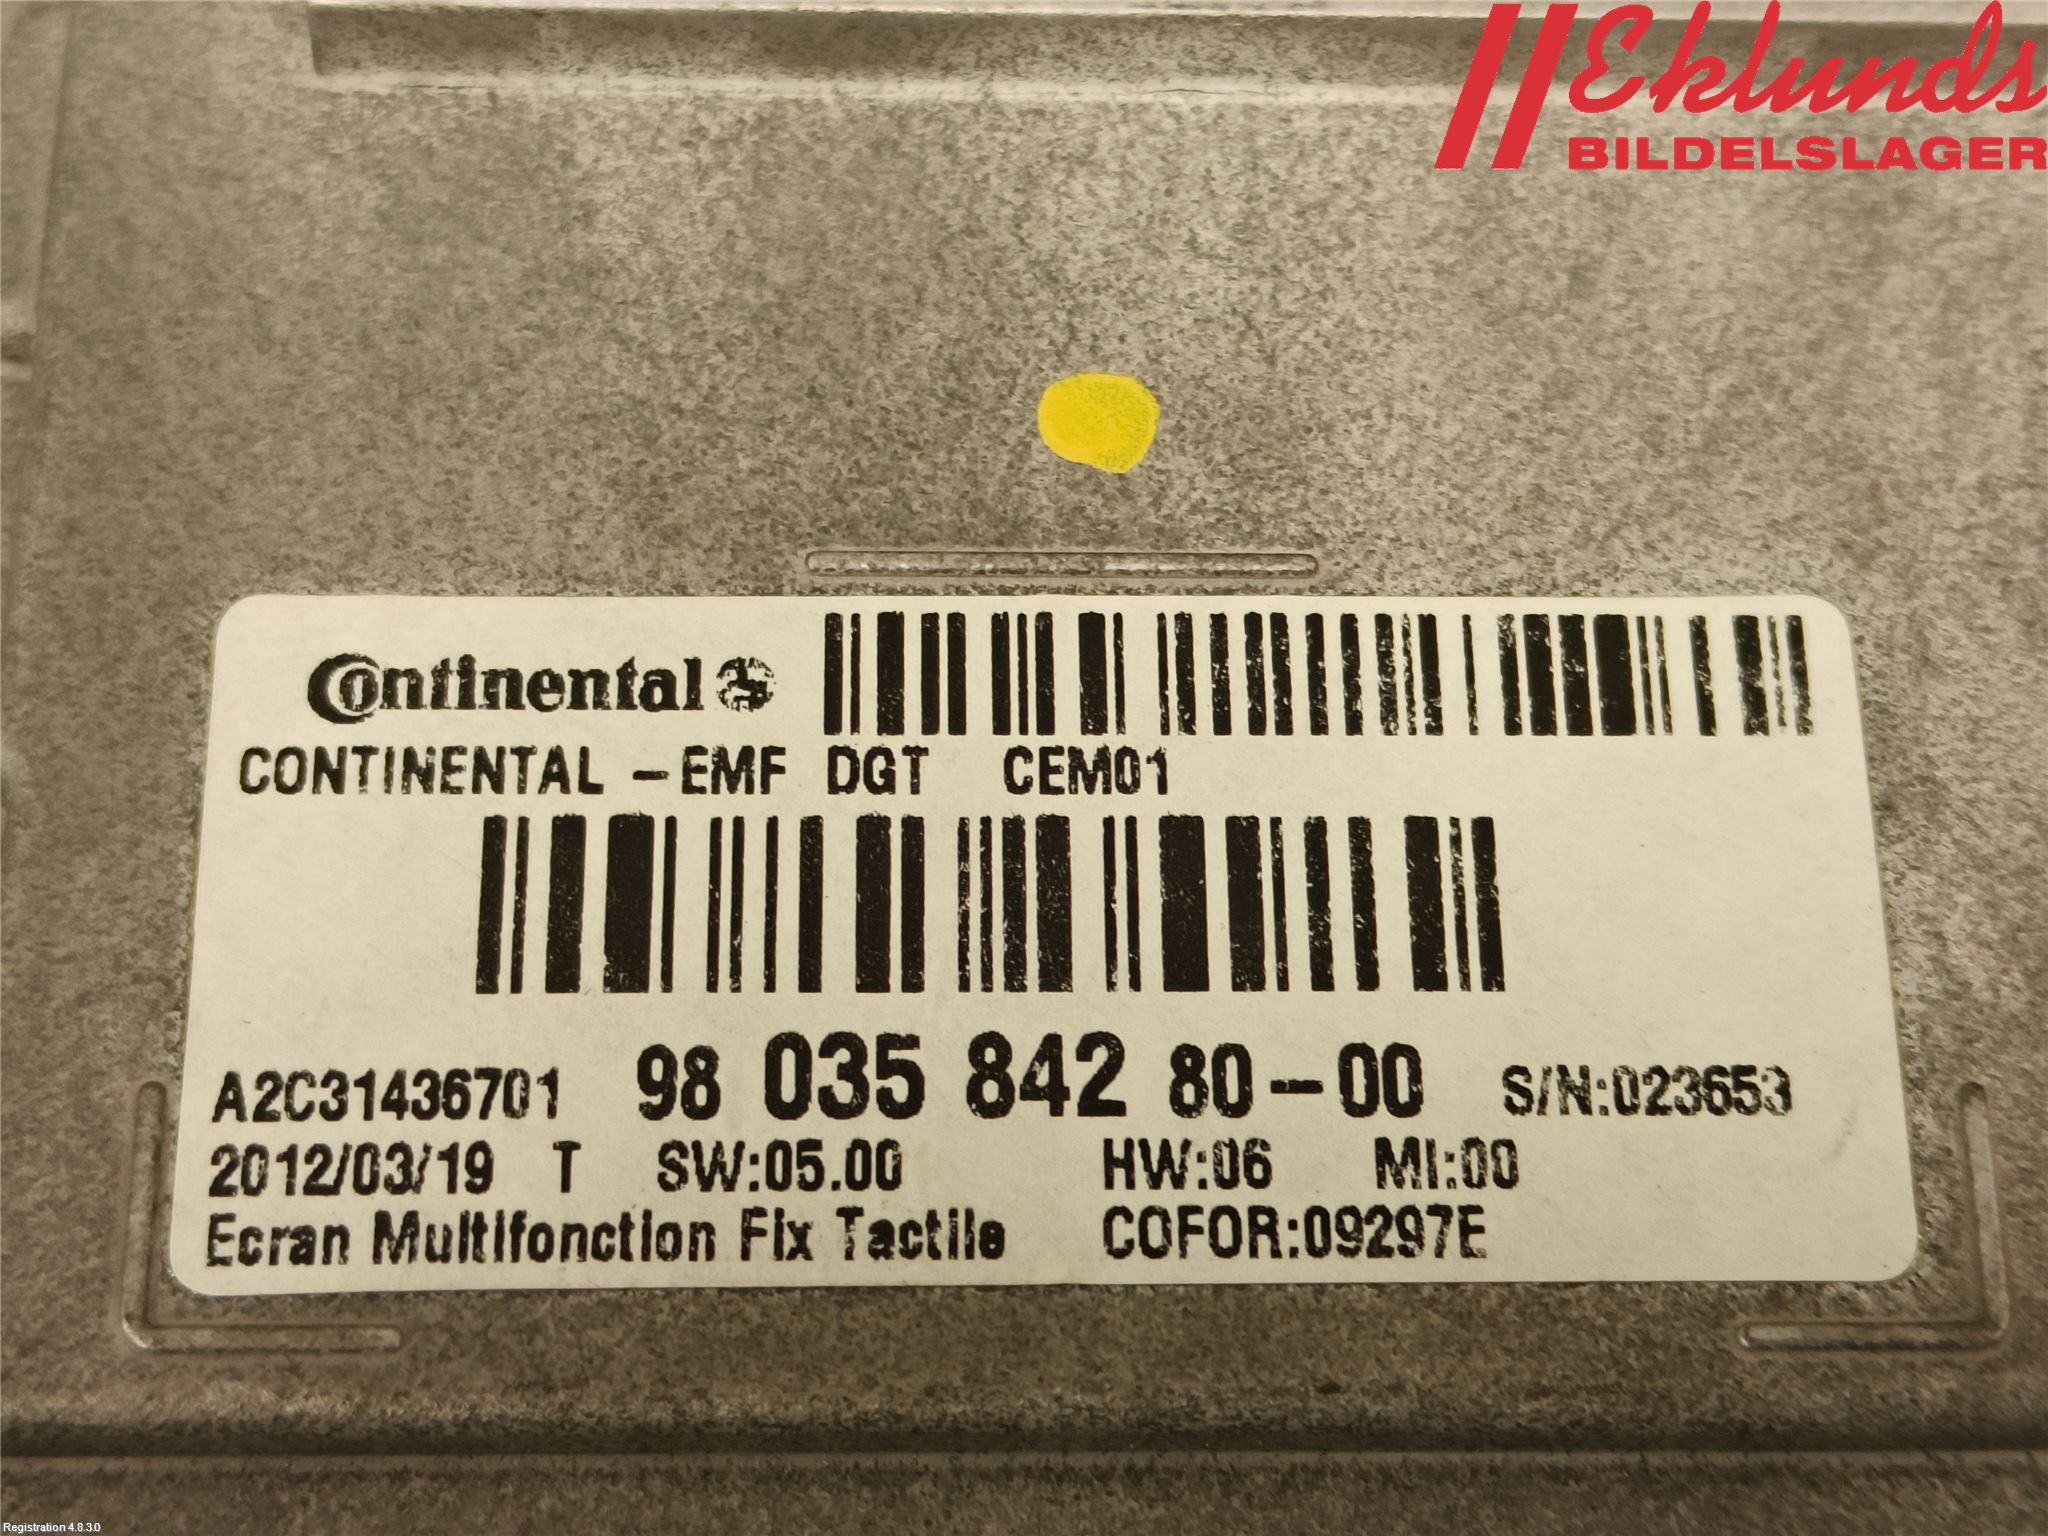 Eklunds
BILDELSLAGER
Continental
CONTINENTAL -EMF DGT CEM01
A2C31436701 98 035 842 80-00 S/N:023653
2012/03/19 T SW:05.00 HW:06 MI:00
Ecran Multifonction Fix Tactile COFOR:09297E
Registration 4.8.3.0